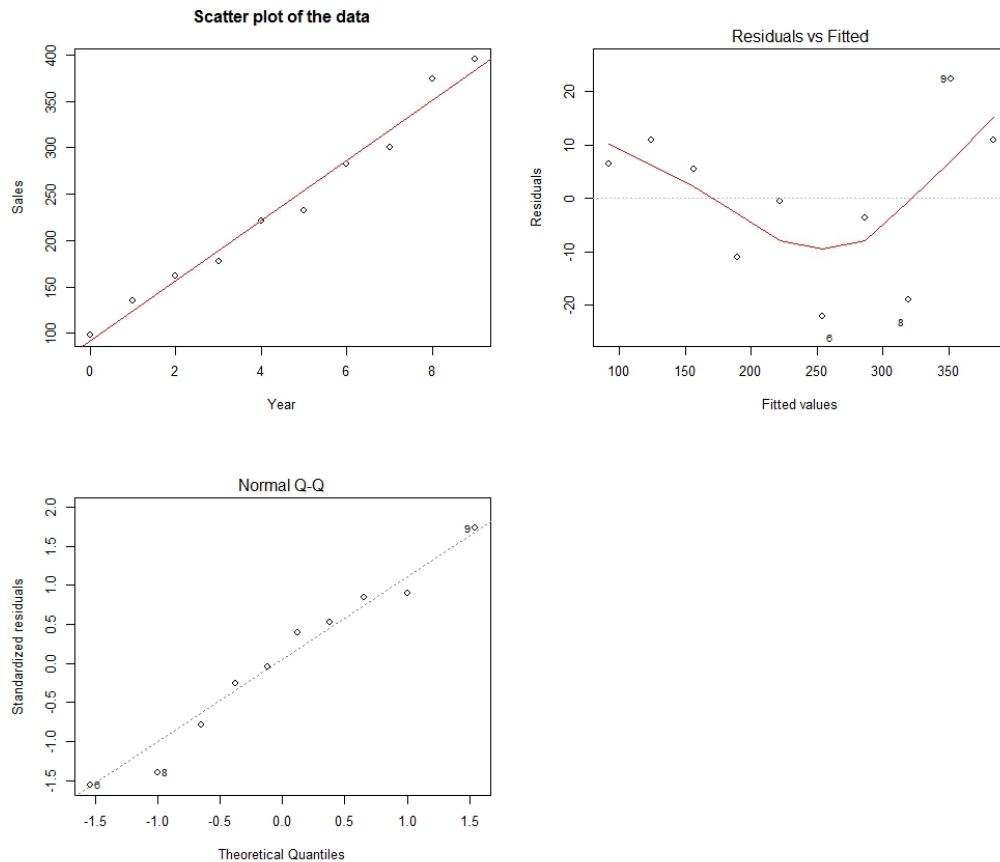 Scatter plot of the data
Sales
400
350
300
250
200
150
100
0 2 4 6 8
Year
Residuals vs Fitted
Residuals
20
10
0
-10
-20
9
8
6
100 150 200 250 300 350
Fitted values
Normal Q-Q
Standardized residuals
2.0
1.5
1.0
0.5
0.0
-0.5
-1.0
-1.5
9
8
6
-1.5 -1.0 -0.5 0.0 0.5 1.0 1.5
Theoretical Quantiles